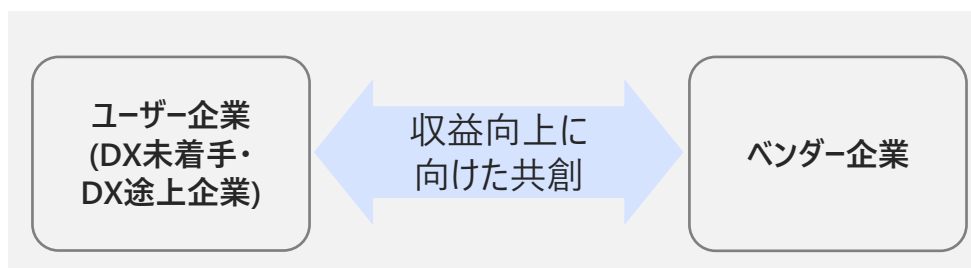 ユーザー企業
(DX未着手・
DX途上企業)
収益向上に
向けた共創
ベンダー企業